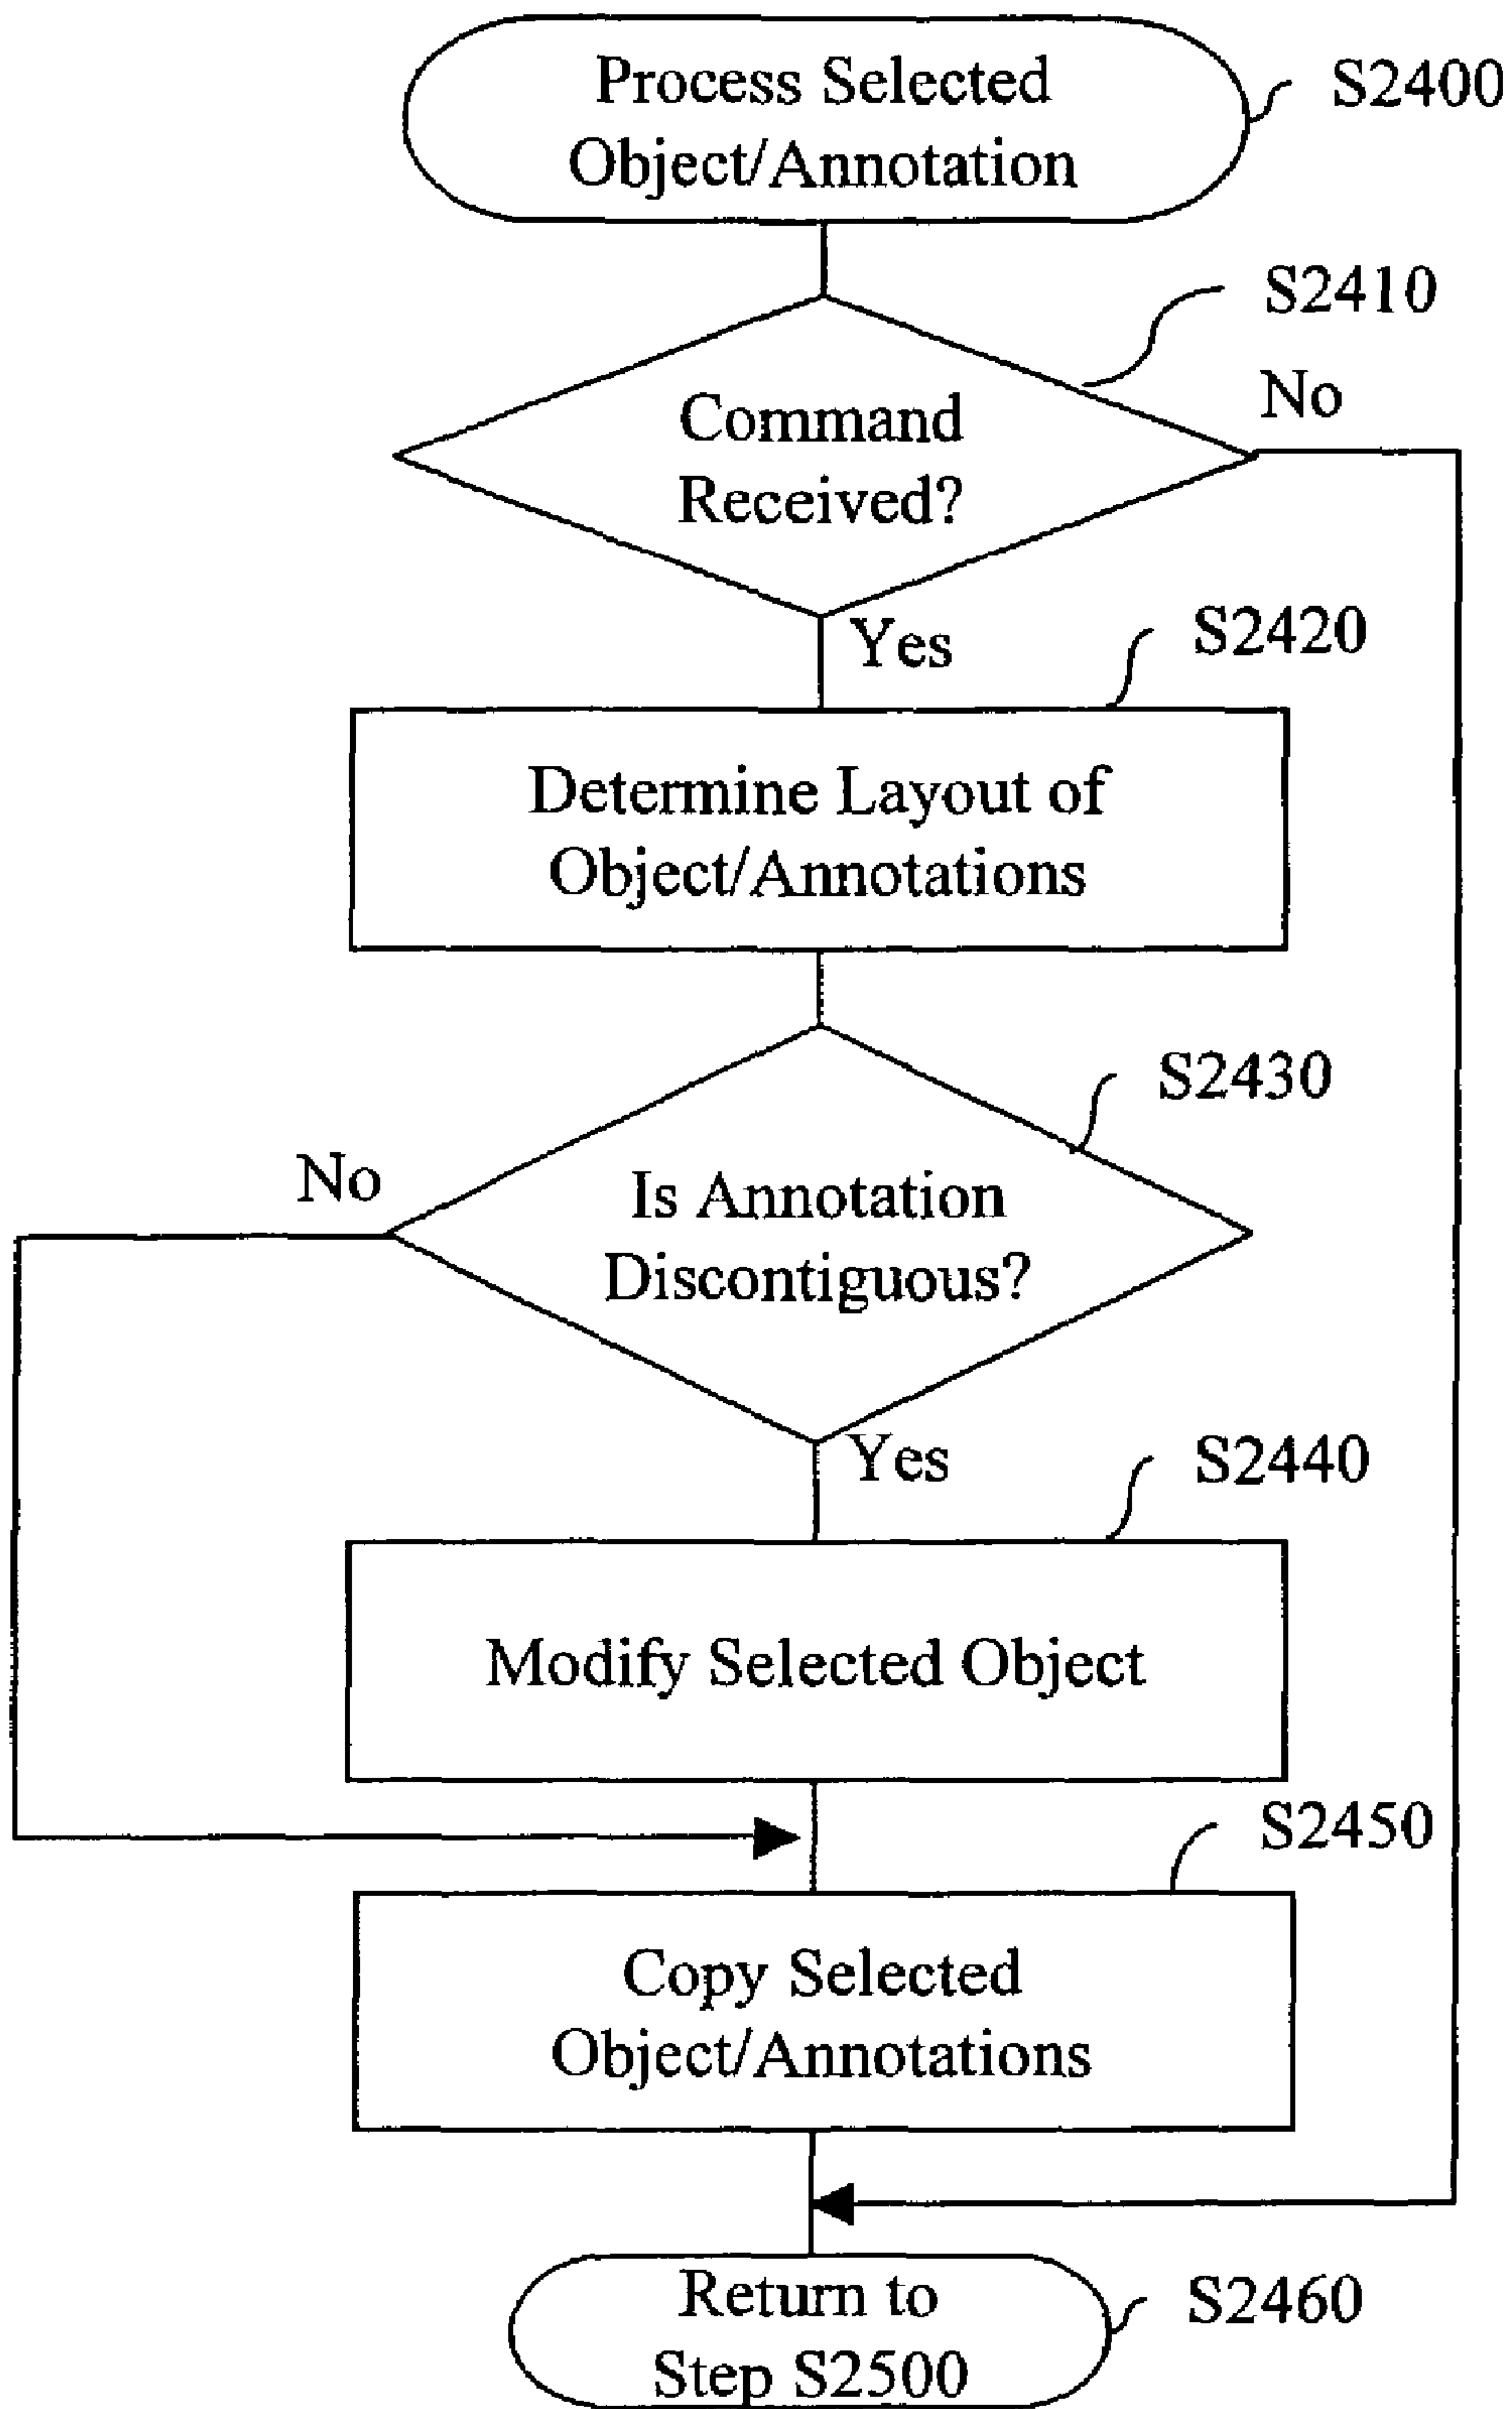 Process Selected
Object/Annotation
S2400
S2410
No
Command
Received?
Yes
S2420
Determine Layout of
Object/Annotations
S2430
No
Is Annotation
Discontiguous?
Yes
S2440
Modify Selected Object
S2450
Copy Selected
Object/Annotations
Return to
Step S2500
S2460